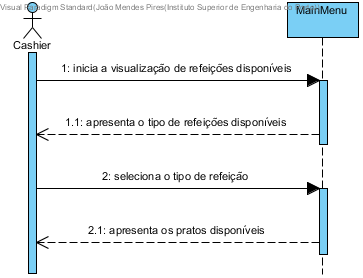 Visual Paradigm Standard(João Mendes Pires(Instituto Superior de Engenharia do
MainMenu
Cashier
1: inicia a visualização de refeições disponíveis
1.1: apresenta o tipo de refeições disponíveis
2: seleciona o tipo de refeição
2.1: apresenta os pratos disponíveis